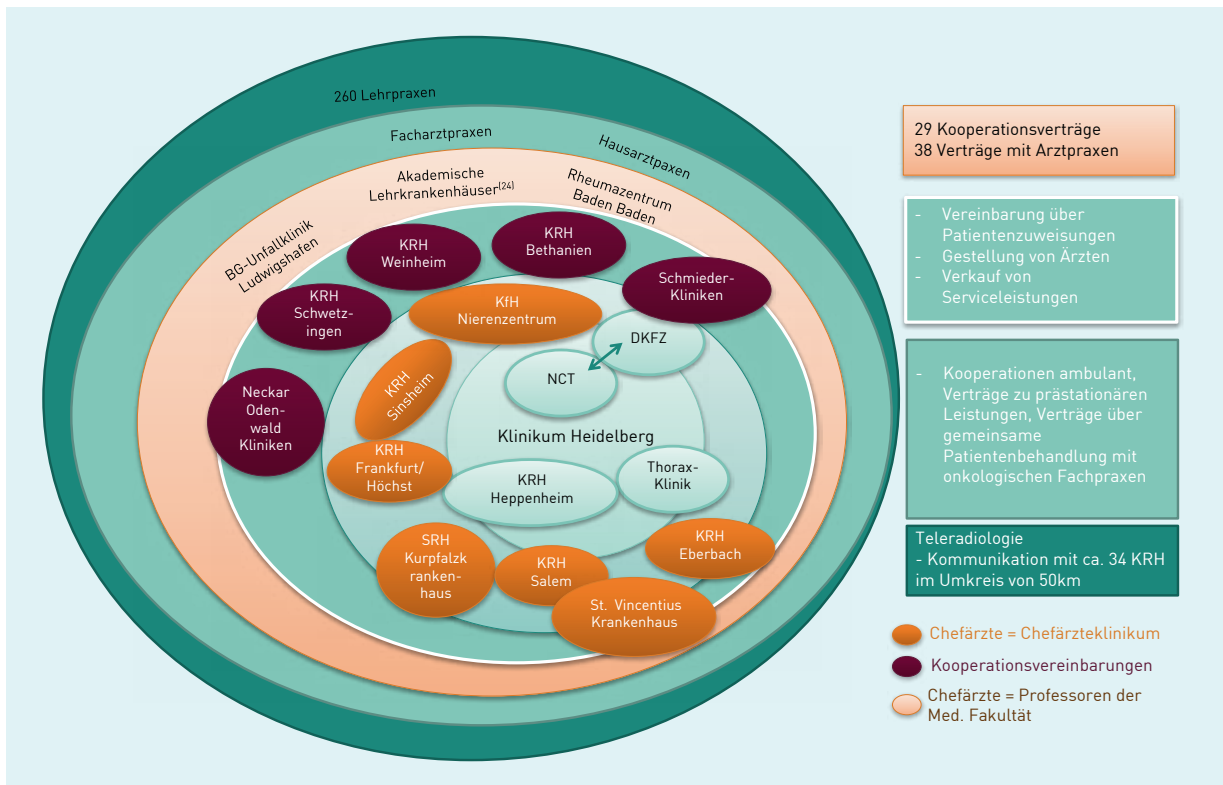 260 Lehrpraxen
Facharztpraxen
Hausarztpaxen
Akademische
Lehrkrankenhäuser(24)
Rheumazentrum
Baden Baden
BG-Unfallklinik
Ludwigshafen
KRH
Weinheim
KRH
Bethanien
Schmieder-
Kliniken
KRH
Schwetz-
ingen
KfH
Nierenzentrum
DKFZ
NCT
KRH
Sinsheim
Neckar
Oden-
wald
Kliniken
Klinikum Heidelberg
KRH
Frankfurt/
Höchst
KRH
Heppenheim
Thorax-
Klinik
SRH
Kurpfalzk
ranken-
haus
KRH
Salem
KRH
Eberbach
St. Vincentius
Krankenhaus
29 Kooperationsverträge
38 Verträge mit Arztpraxen
- Vereinbarung über
Patientenzuweisungen
- Gestellung von Ärzten
- Verkauf von
Serviceleistungen
- Kooperationen ambulant,
Verträge zu prästationären
Leistungen, Verträge über
gemeinsame
Patientenbehandlung mit
onkologischen Fachpraxen
Teleradiologie
- Kommunikation mit ca. 34 KRH
im Umkreis von 50km
Chefärzte = Chefärzteklinikum
Kooperationsvereinbarungen
Chefärzte = Professoren der
Med. Fakultät